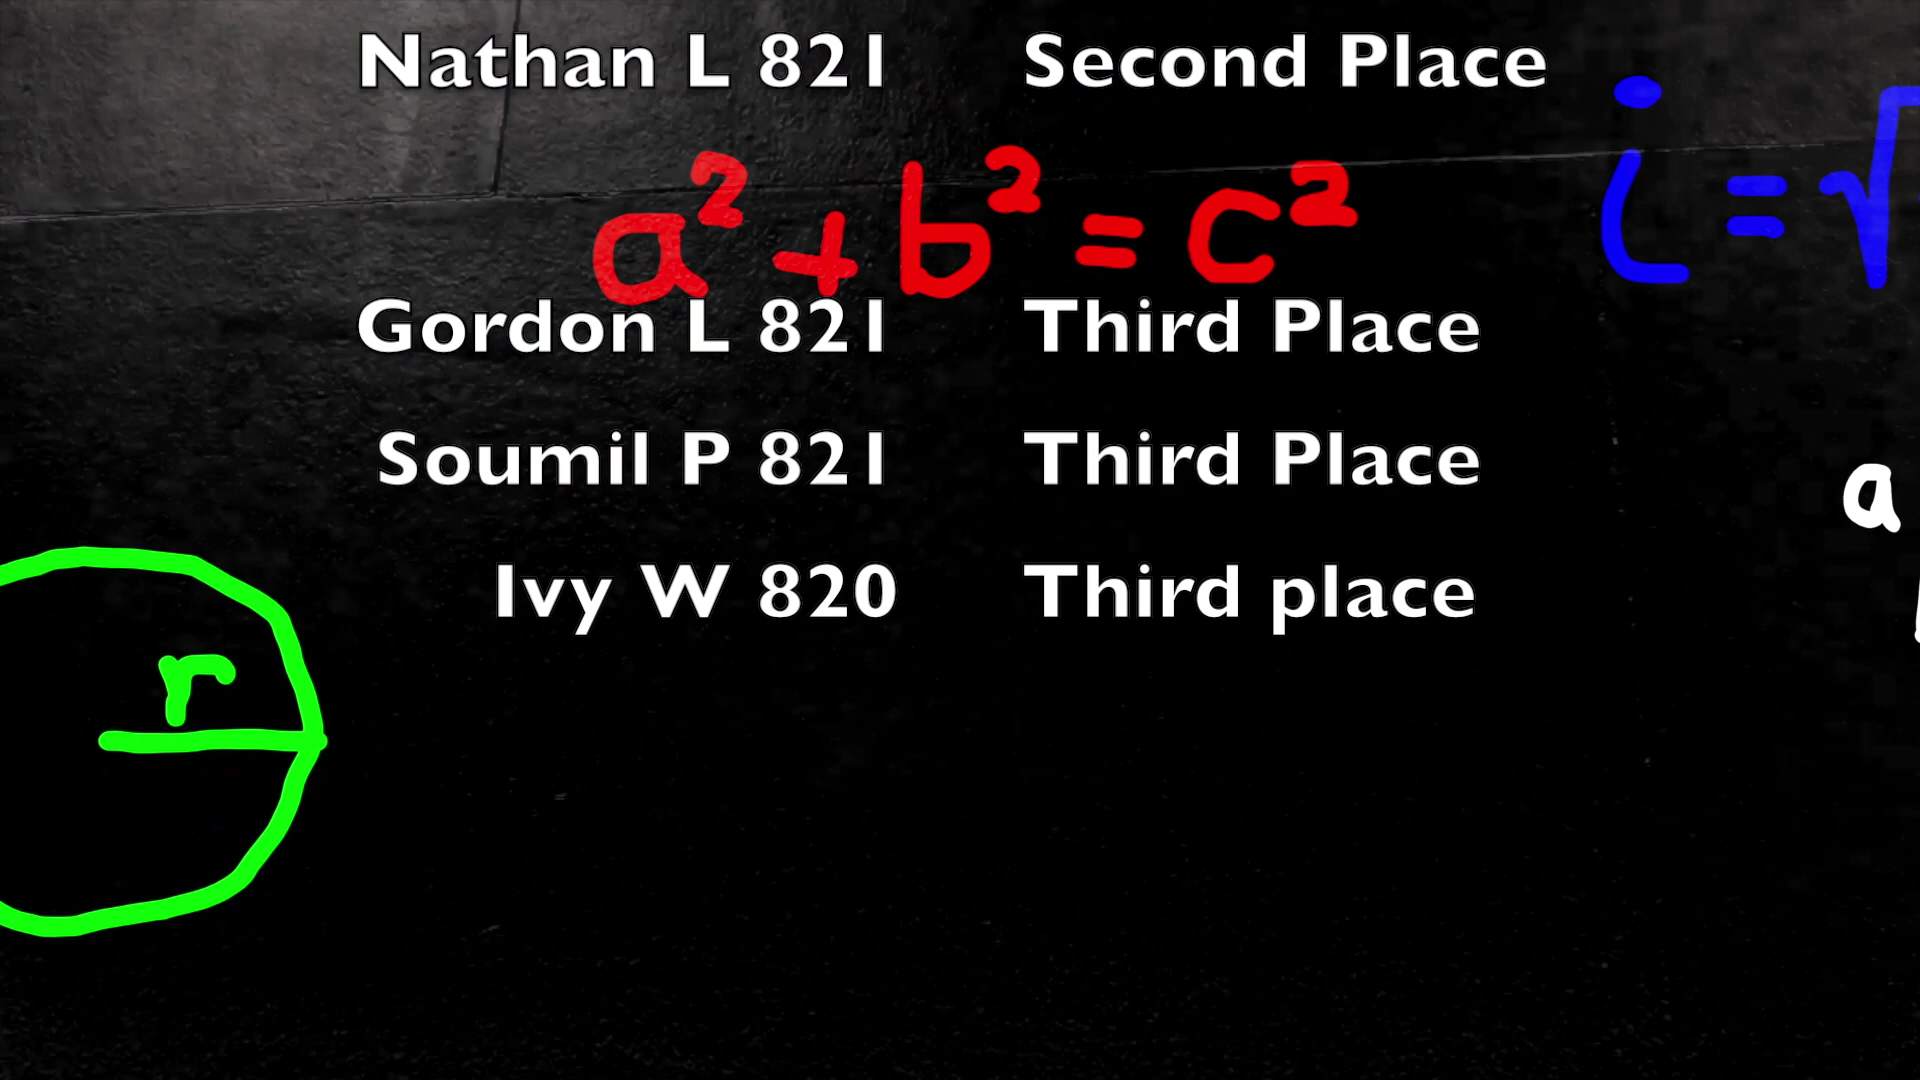 Nathan L 821 Second Place
a² + b² = c²
i = √
Gordon L 821 Third Place
Soumil P 821 Third Place
a
Ivy W 820 Third place
r